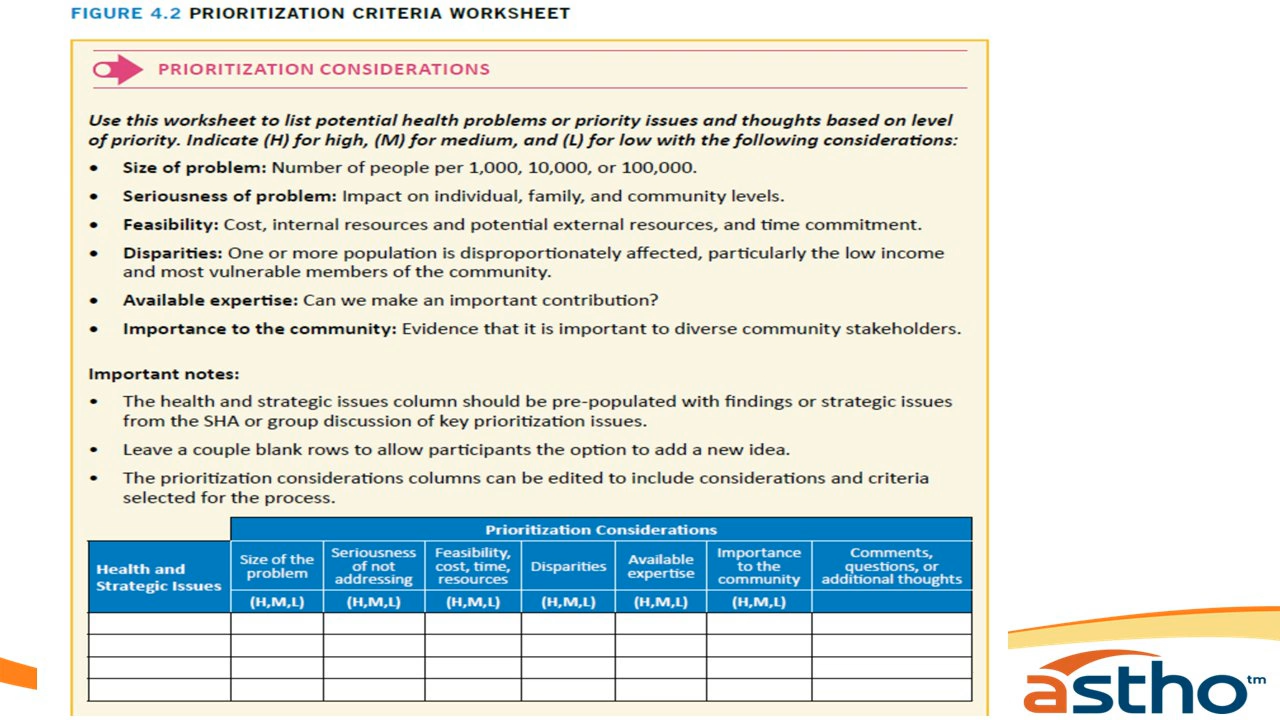 FIGURE 4.2 PRIORITIZATION CRITERIA WORKSHEET
PRIORITIZATION CONSIDERATIONS
Use this worksheet to list potential health problems or priority issues and thoughts based on level
of priority. Indicate (H) for high, (M) for medium, and (L) for low with the following considerations:
• Size of problem: Number of people per 1,000, 10,000, or 100,000.
• Seriousness of problem: Impact on individual, family, and community levels.
• Feasibility: Cost, internal resources and potential external resources, and time commitment.
• Disparities: One or more population is disproportionately affected, particularly the low income
and most vulnerable members of the community.
• Available expertise: Can we make an important contribution?
• Importance to the community: Evidence that it is important to diverse community stakeholders.
Important notes:
• The health and strategic issues column should be pre-populated with findings or strategic issues
from the SHA or group discussion of key prioritization issues.
• Leave a couple blank rows to allow participants the option to add a new idea.
• The prioritization considerations columns can be edited to include considerations and criteria
selected for the process.
Prioritization Considerations
Health and
Strategic Issues
Size of the
problem
(H,M,L)
Seriousness
of not
addressing
(H,M,L)
Feasibility,
cost, time,
resources
(H,M,L)
Disparities
(H,M,L)
Available
expertise
(H,M,L)
Importance
to the
community
(H,M,L)
Comments,
questions, or
additional thoughts
astho™